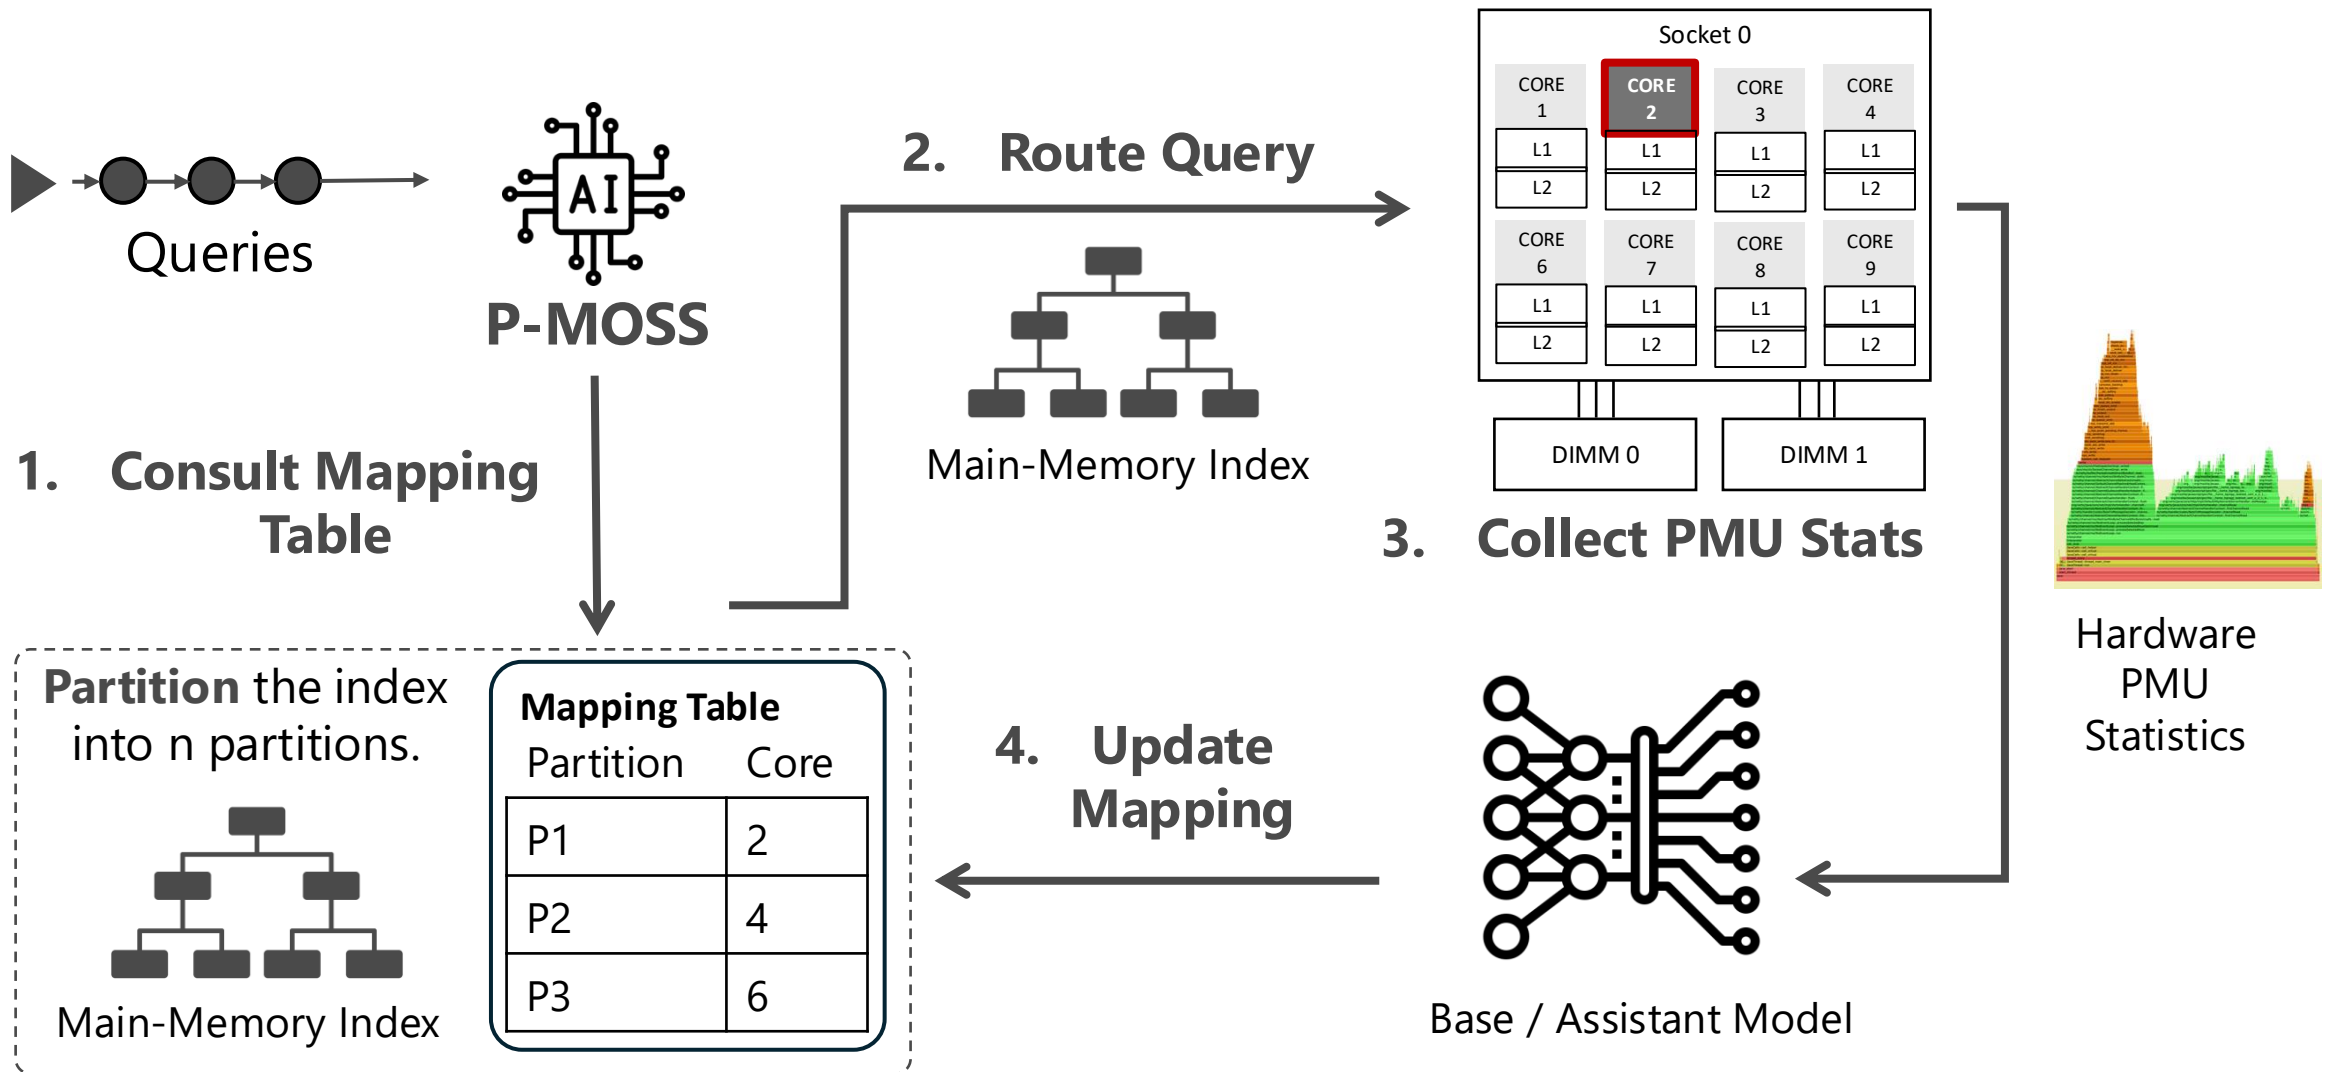 Queries
AI
P-MOSS
1. Consult Mapping
Table
2. Route Query
Main-Memory Index
Socket 0
CORE CORE CORE CORE
1 2 3 4
L1 L1 L1 L1
L2 L2 L2 L2
CORE CORE CORE CORE
6 7 8 9
L1 L1 L1 L1
L2 L2 L2 L2
DIMM 0 DIMM 1
3. Collect PMU Stats
Hardware
PMU
Statistics
Partition the index
into n partitions.
Main-Memory Index
Mapping Table
Partition Core
P1 2
P2 4
P3 6
4. Update
Mapping
Base / Assistant Model